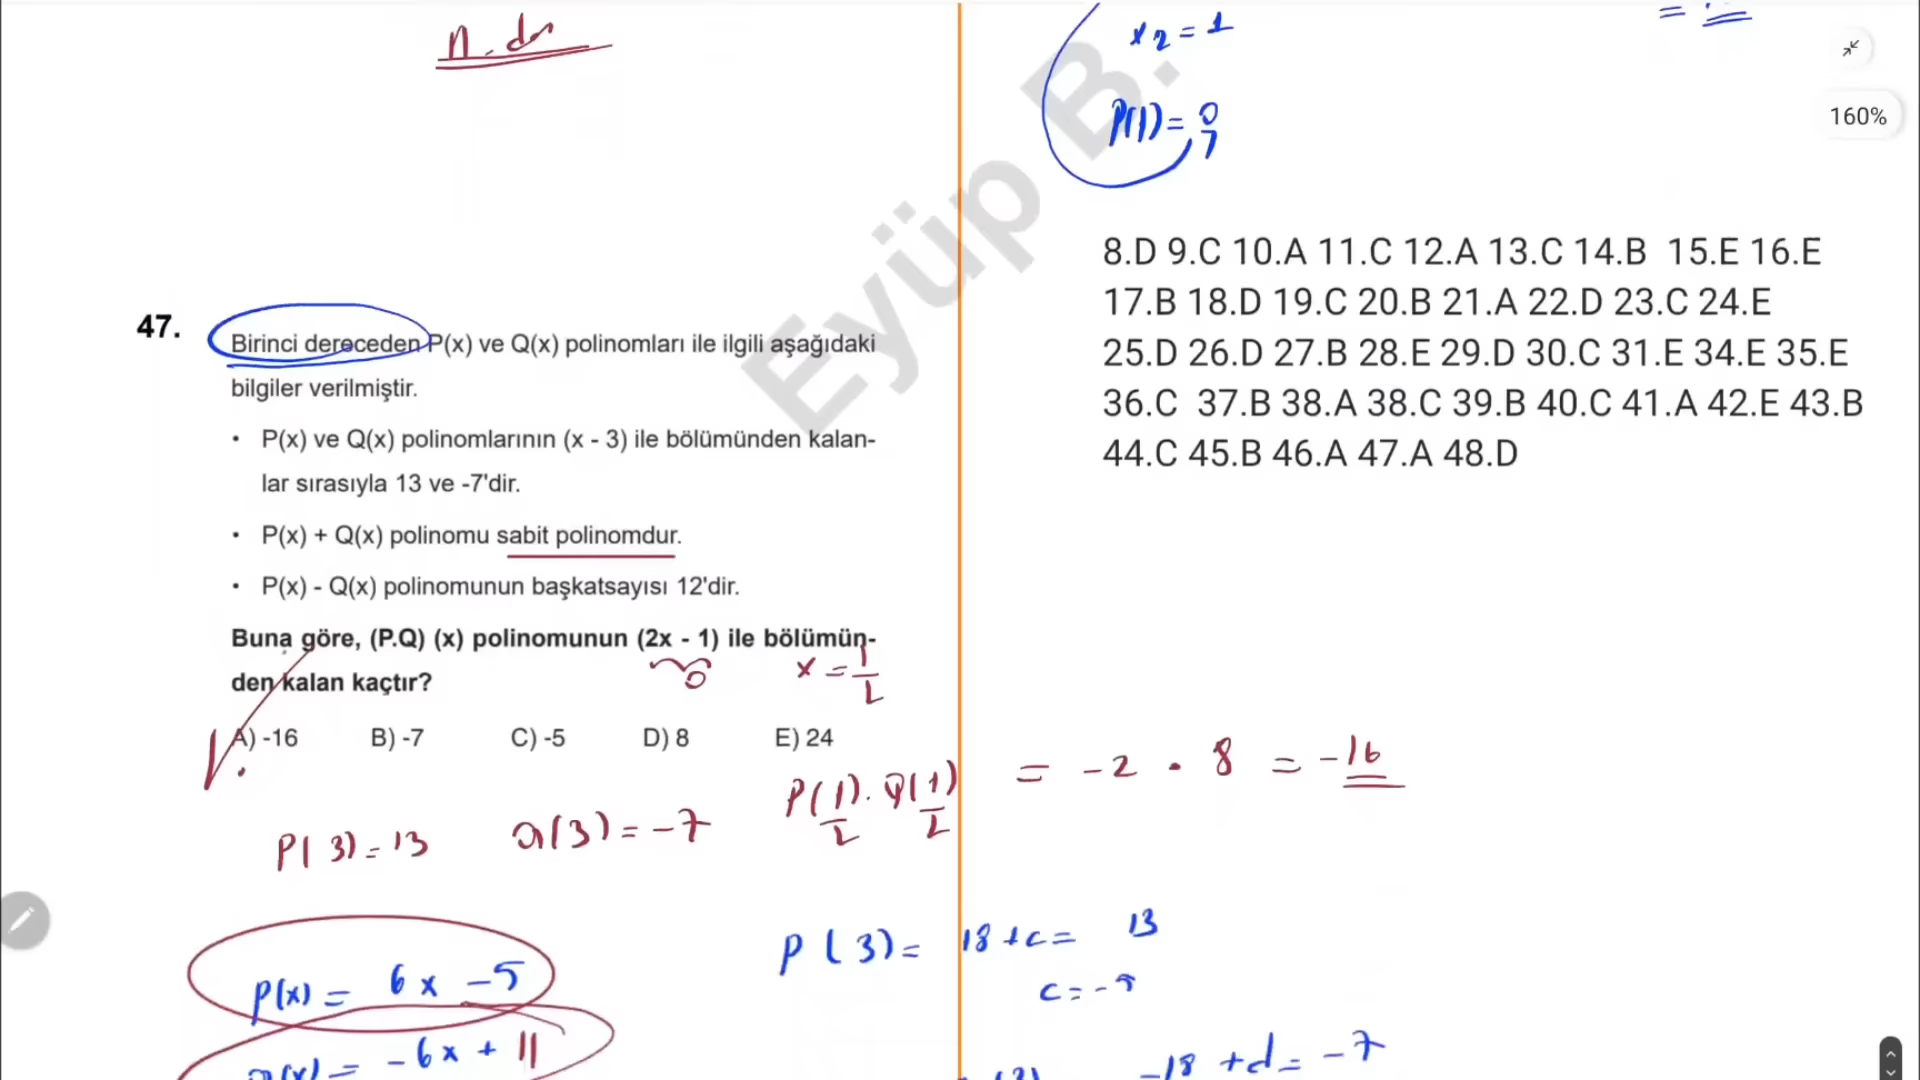 n. dr
x2 = 1
P(1) = 0
7
=
160%
Eyüp B.
8.D 9.C 10.A 11.C 12.A 13.C 14.B 15.E 16.E
17.B 18.D 19.C 20.B 21.A 22.D 23.C 24.E
25.D 26.D 27.B 28.E 29.D 30.C 31.E 34.E 35.E
36.C 37.B 38.A 38.C 39.B 40.C 41.A 42.E 43.B
44.C 45.B 46.A 47.A 48.D
47.
Birinci dereceden P(x) ve Q(x) polinomları ile ilgili aşağıdaki
bilgiler verilmiştir.
• P(x) ve Q(x) polinomlarının (x - 3) ile bölümünden kalan-
lar sırasıyla 13 ve -7'dir.
• P(x) + Q(x) polinomu sabit polinomdur.
• P(x) - Q(x) polinomunun başkatsayısı 12'dir.
Buna göre, (P.Q) (x) polinomunun (2x - 1) ile bölümün-
den kalan kaçtır?
0
x = 1/2
A) -16 B) -7 C) -5 D) 8 E) 24
P(1/2) . Q(1/2) = -2 . 8 = -16
P(3) = 13 Q(3) = -7
P(3) = 18 + c = 13
c = -5
P(x) = 6x - 5
Q(x) = -6x + 11
-18 + d = -7